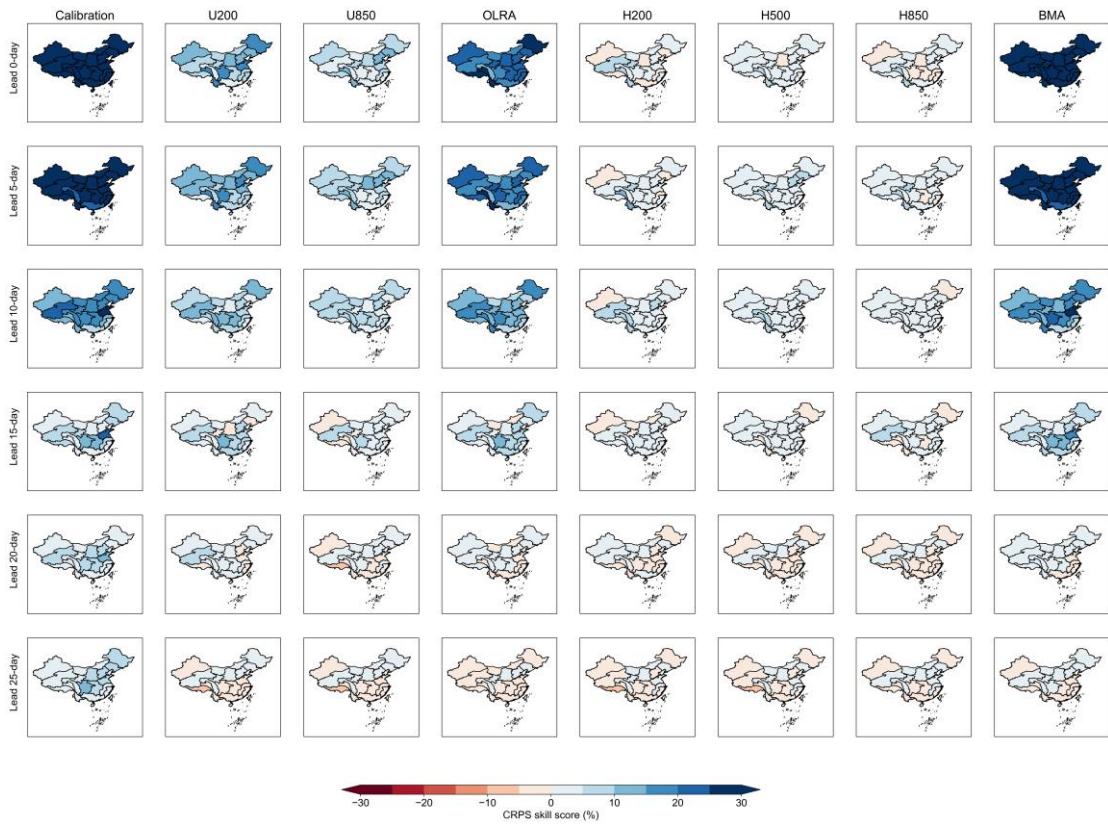 Calibration U200 U850 OLRA H200 H500 H850 BMA
Lead 0-day
Lead 5-day
Lead 10-day
Lead 15-day
Lead 20-day
Lead 25-day
−30 −20 −10 0 10 20 30
CRPS skill score (%)